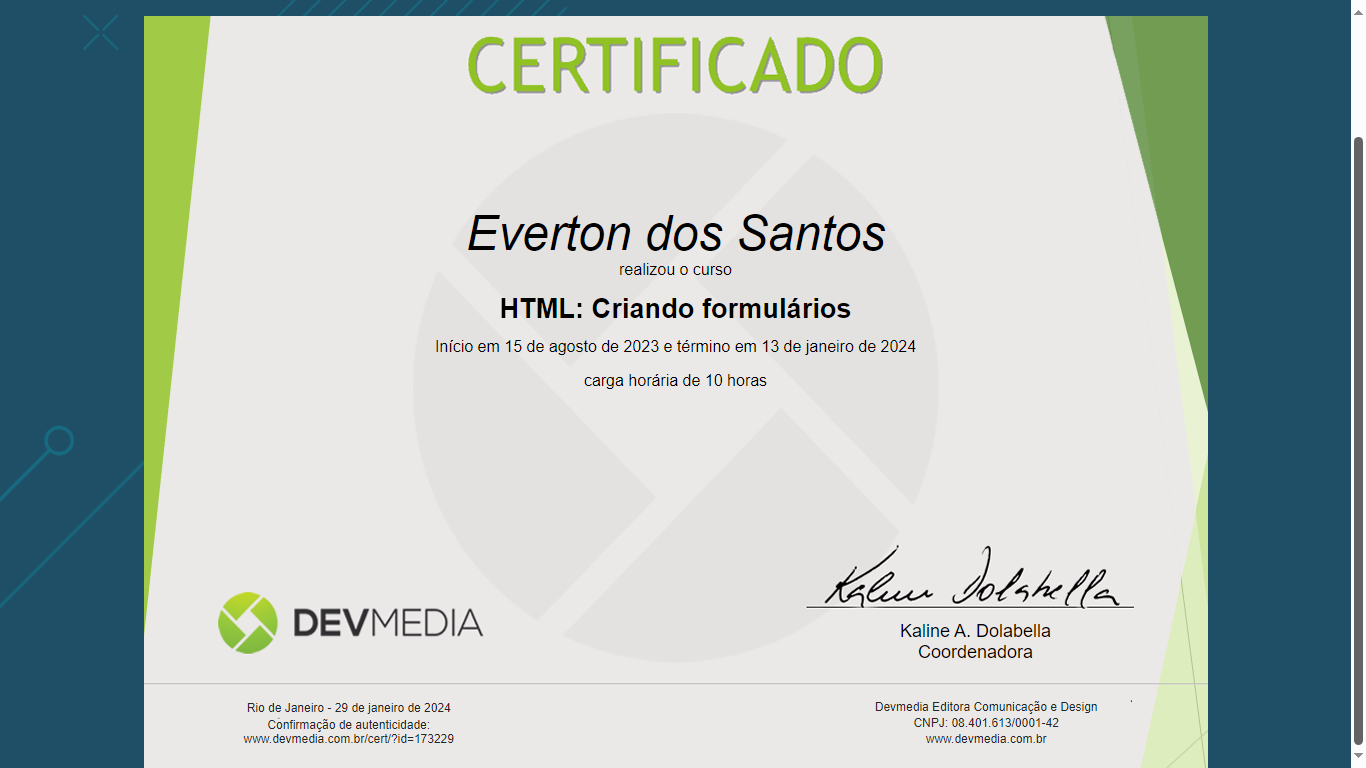 CERTIFICADO
Everton dos Santos
realizou o curso
HTML: Criando formulários
Início em 15 de agosto de 2023 e término em 13 de janeiro de 2024
carga horária de 10 horas
Kaline Dolabella
DEVMEDIA
Kaline A. Dolabella
Coordenadora
Rio de Janeiro - 29 de janeiro de 2024
Confirmação de autenticidade:
www.devmedia.com.br/cert/?id=173229
Devmedia Editora Comunicação e Design
CNPJ: 08.401.613/0001-42
www.devmedia.com.br